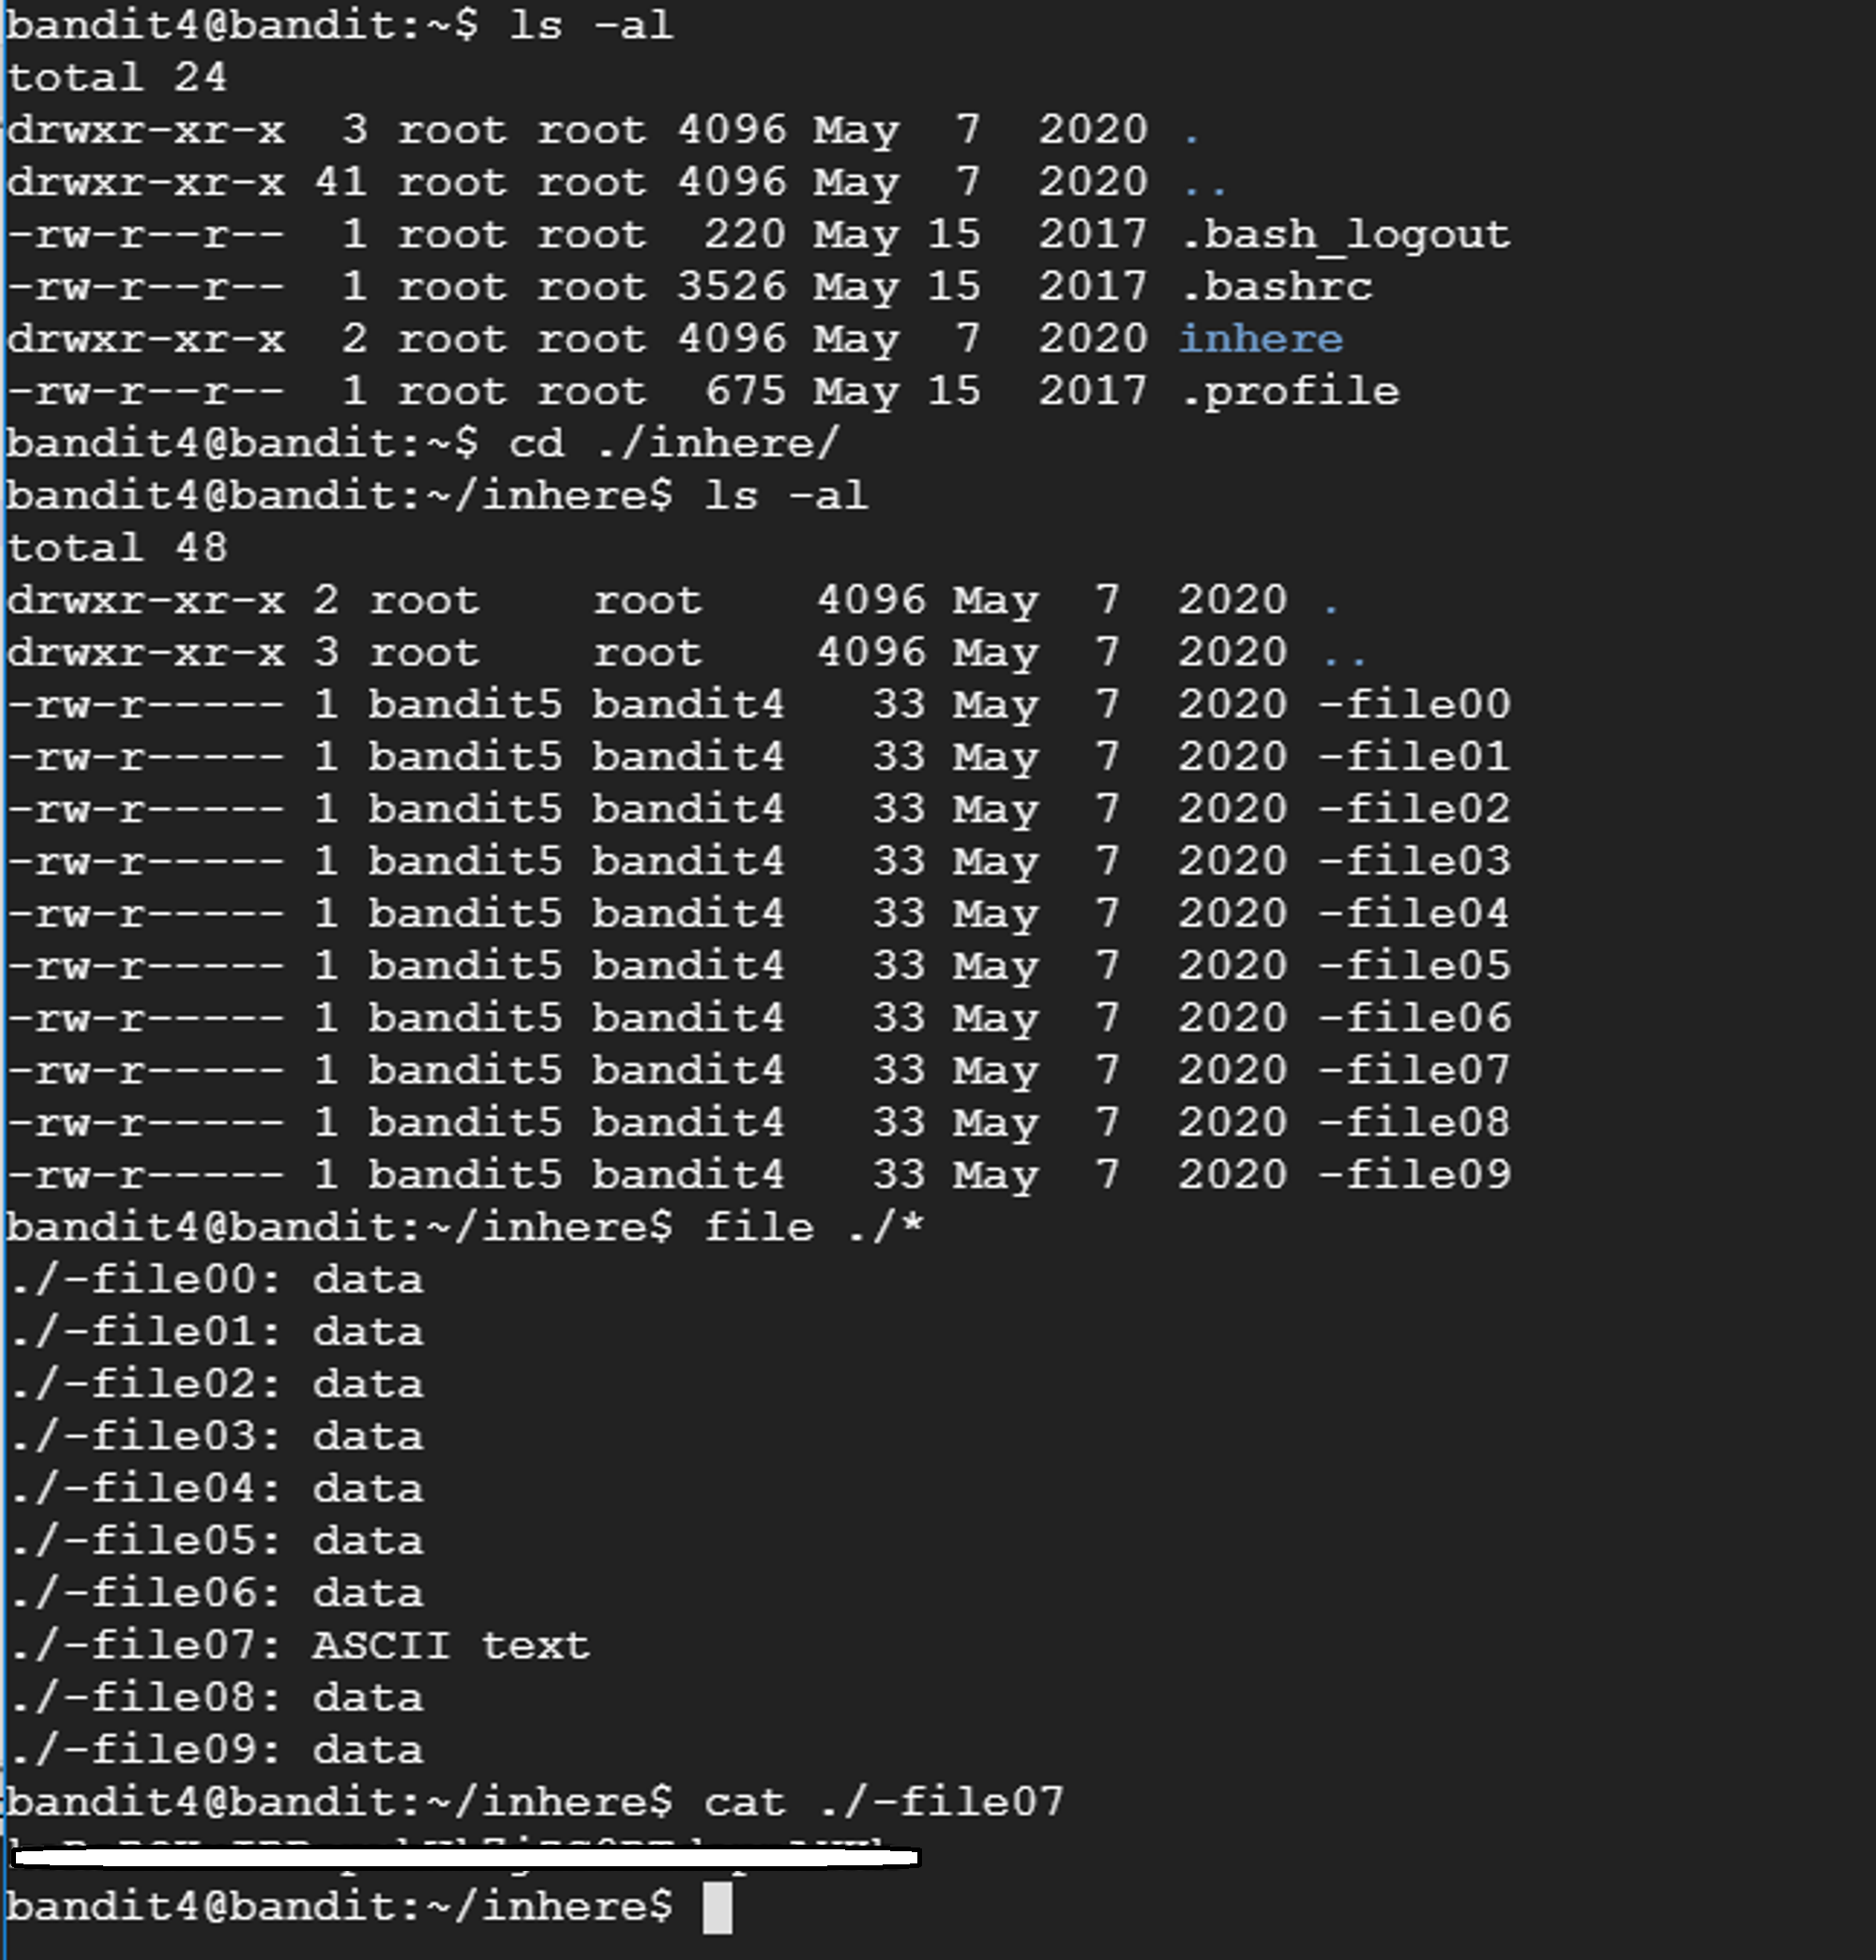 bandit4@bandit:~$ ls -al
total 24
drwxr-xr-x  3 root root 4096 May  7  2020 .
drwxr-xr-x 41 root root 4096 May  7  2020 ..
-rw-r--r--  1 root root  220 May 15  2017 .bash_logout
-rw-r--r--  1 root root 3526 May 15  2017 .bashrc
drwxr-xr-x  2 root root 4096 May  7  2020 inhere
-rw-r--r--  1 root root  675 May 15  2017 .profile
bandit4@bandit:~$ cd ./inhere/
bandit4@bandit:~/inhere$ ls -al
total 48
drwxr-xr-x 2 root    root    4096 May  7  2020 .
drwxr-xr-x 3 root    root    4096 May  7  2020 ..
-rw-r----- 1 bandit5 bandit4   33 May  7  2020 -file00
-rw-r----- 1 bandit5 bandit4   33 May  7  2020 -file01
-rw-r----- 1 bandit5 bandit4   33 May  7  2020 -file02
-rw-r----- 1 bandit5 bandit4   33 May  7  2020 -file03
-rw-r----- 1 bandit5 bandit4   33 May  7  2020 -file04
-rw-r----- 1 bandit5 bandit4   33 May  7  2020 -file05
-rw-r----- 1 bandit5 bandit4   33 May  7  2020 -file06
-rw-r----- 1 bandit5 bandit4   33 May  7  2020 -file07
-rw-r----- 1 bandit5 bandit4   33 May  7  2020 -file08
-rw-r----- 1 bandit5 bandit4   33 May  7  2020 -file09
bandit4@bandit:~/inhere$ file ./*
./-file00: data
./-file01: data
./-file02: data
./-file03: data
./-file04: data
./-file05: data
./-file06: data
./-file07: ASCII text
./-file08: data
./-file09: data
bandit4@bandit:~/inhere$ cat ./-file07
bandit4@bandit:~/inhere$